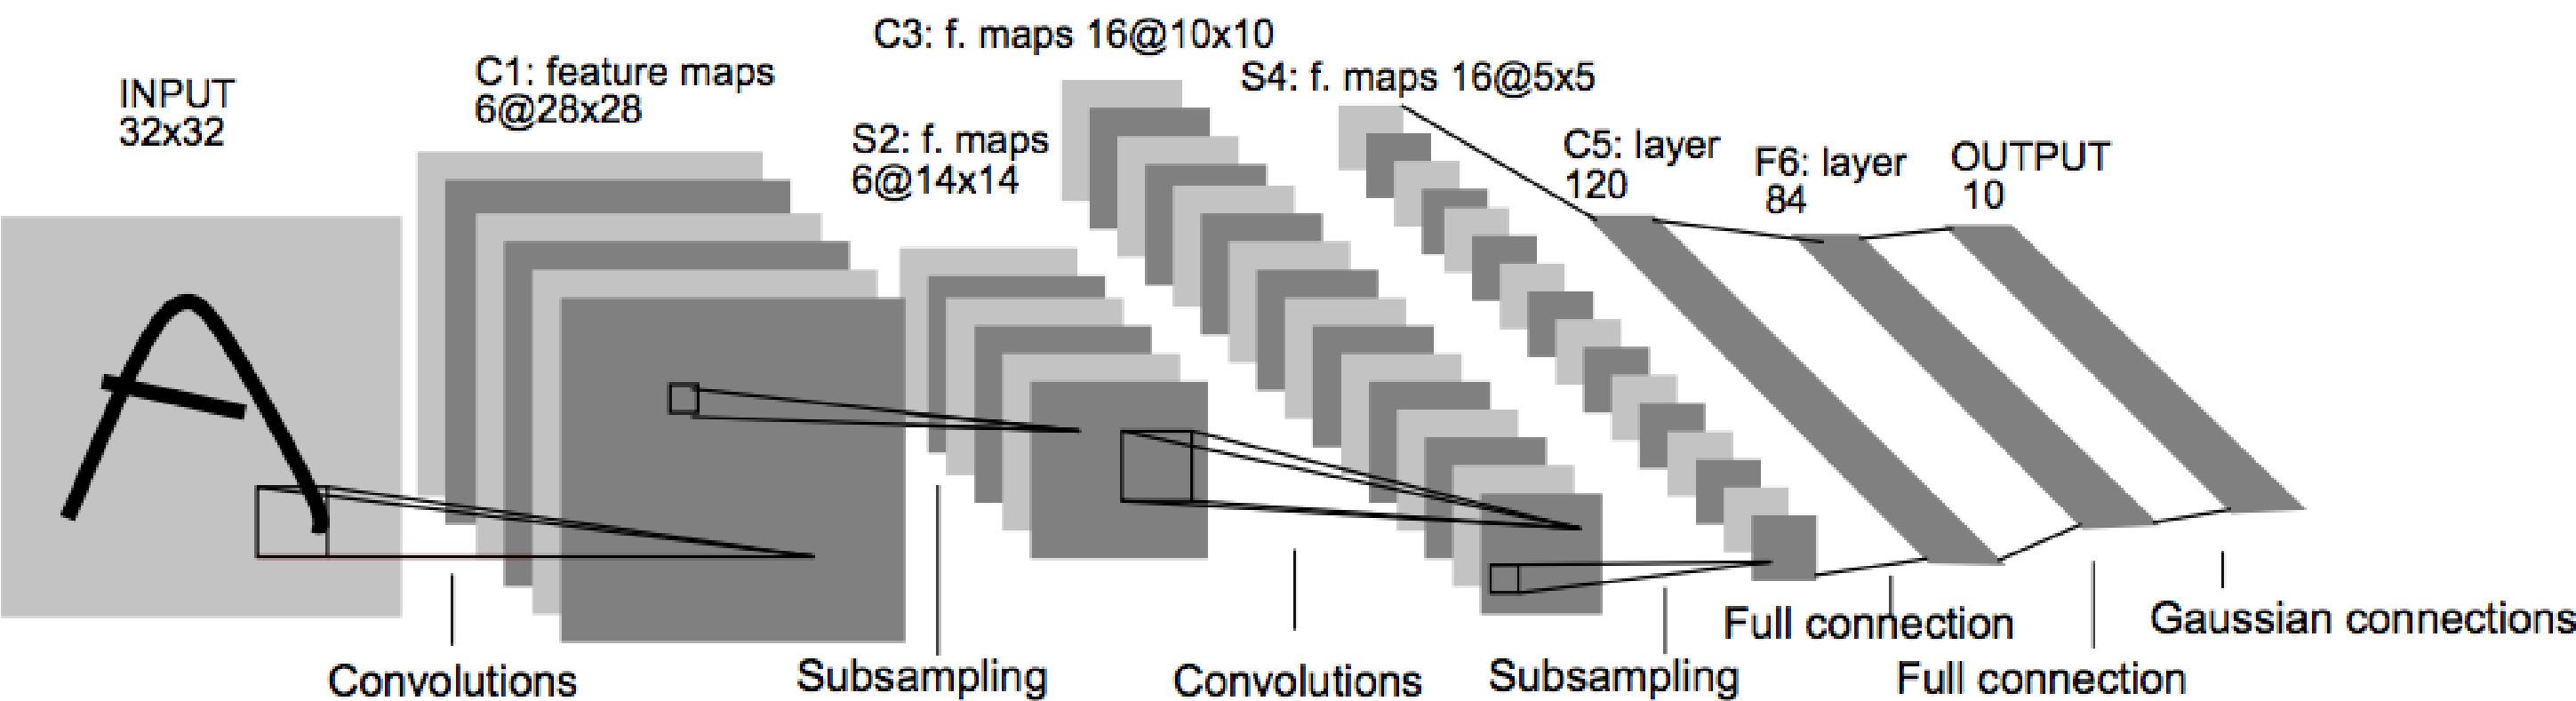 INPUT
32x32
C1: feature maps
6@28x28
S2: f. maps
6@14x14
C3: f. maps 16@10x10
S4: f. maps 16@5x5
C5: layer
120
F6: layer
84
OUTPUT
10
Convolutions
Subsampling
Convolutions
Subsampling
Full connection
Full connection
Gaussian connections